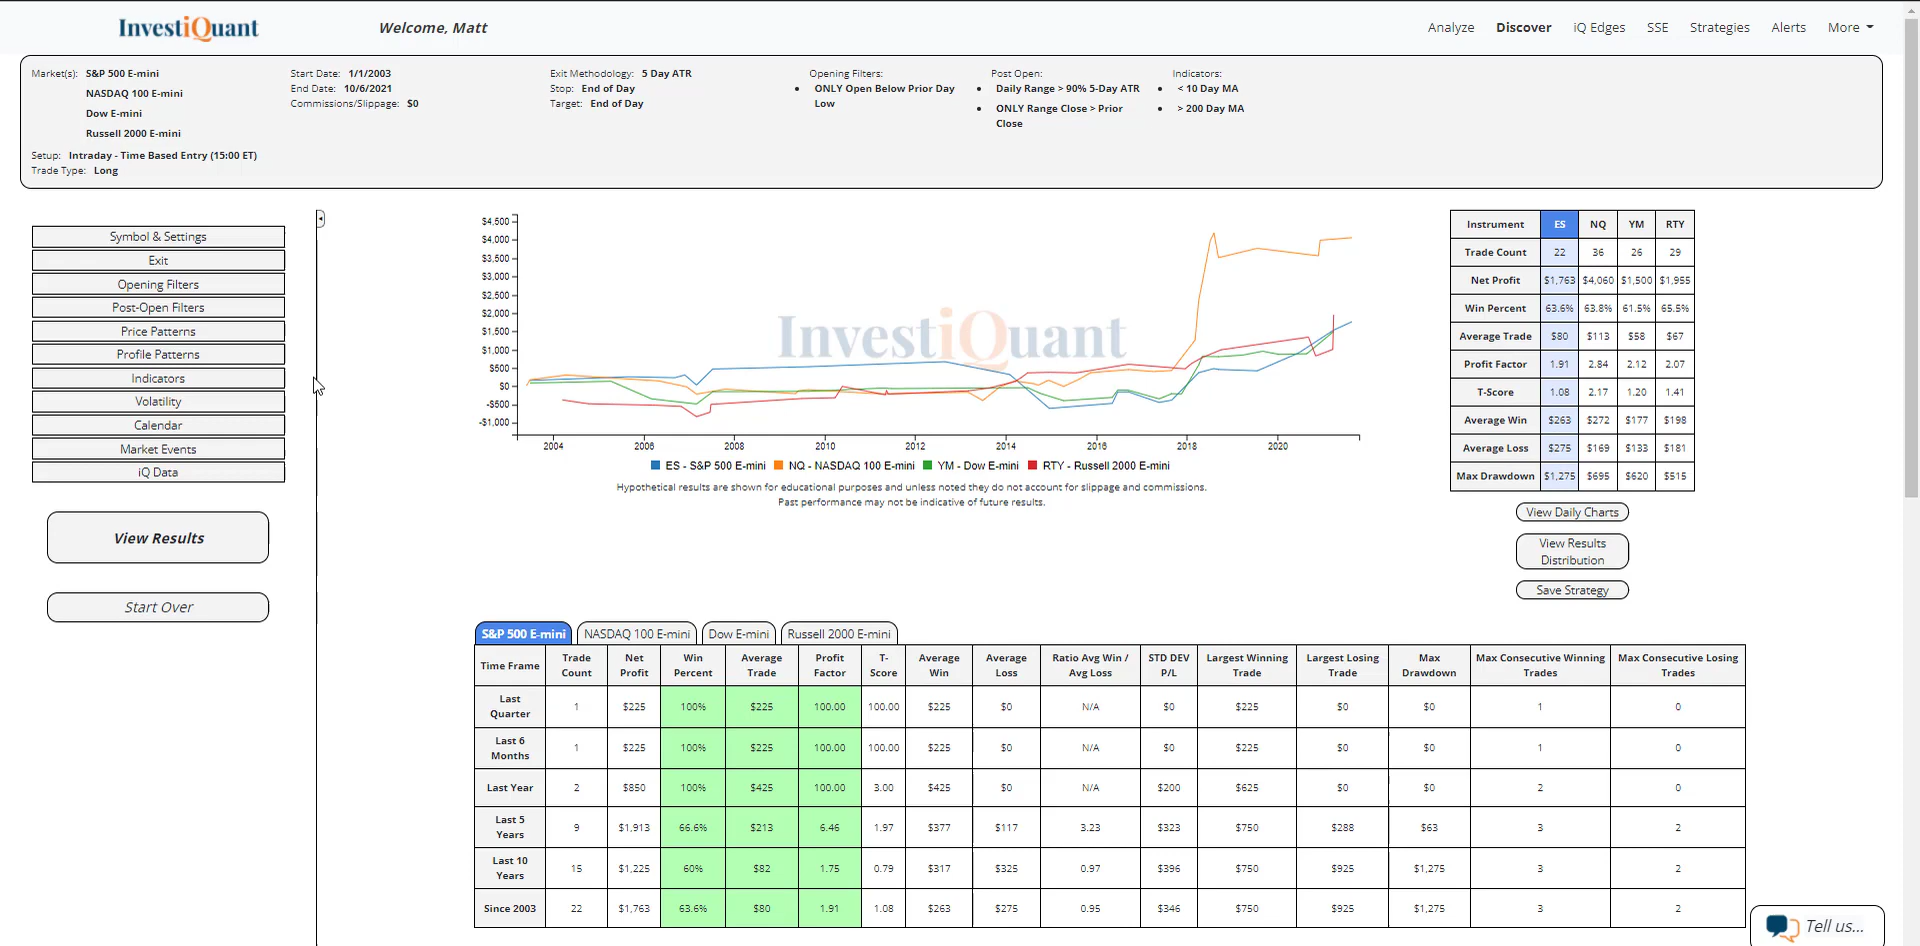 InvestiQuant
Welcome, Matt
Analyze Discover iQ Edges SSE Strategies Alerts More
Market(s): S&P 500 E-mini
NASDAQ 100 E-mini
Dow E-mini
Russell 2000 E-mini
Setup: Intraday - Time Based Entry (15:00 ET)
Trade Type: Long
Start Date: 1/1/2003
End Date: 10/6/2021
Commissions/Slippage: $0
Exit Methodology: 5 Day ATR
Stop: End of Day
Target: End of Day
Opening Filters:
• ONLY Open Below Prior Day
Low
Post Open:
• Daily Range > 90% 5-Day ATR
• ONLY Range Close > Prior
Close
Indicators:
• < 10 Day MA
• > 200 Day MA
Symbol & Settings
Exit
Opening Filters
Post-Open Filters
Price Patterns
Profile Patterns
Indicators
Volatility
Calendar
Market Events
iQ Data
View Results
Start Over
$4,500
$4,000
$3,500
$3,000
$2,500
$2,000
$1,500
$1,000
$500
$0
-$500
-$1,000
InvestiQuant
2004 2006 2008 2010 2012 2014 2016 2018 2020
ES - S&P 500 E-mini NQ - NASDAQ 100 E-mini YM - Dow E-mini RTY - Russell 2000 E-mini
Hypothetical results are shown for educational purposes and unless noted they do not account for slippage and commissions.
Past performance may not be indicative of future results.
Instrument ES NQ YM RTY
Trade Count 22 36 26 29
Net Profit $1,763 $4,060 $1,500 $1,955
Win Percent 63.6% 63.8% 61.5% 65.5%
Average Trade $80 $113 $58 $67
Profit Factor 1.91 2.84 2.12 2.07
T-Score 1.08 2.17 1.20 1.41
Average Win $263 $272 $177 $198
Average Loss $275 $169 $133 $181
Max Drawdown $1,275 $695 $620 $515
View Daily Charts
View Results
Distribution
Save Strategy
S&P 500 E-mini NASDAQ 100 E-mini Dow E-mini Russell 2000 E-mini
Time Frame Trade Count Net Profit Win Percent Average Trade Profit Factor T-Score Average Win Average Loss Ratio Avg Win / Avg Loss STD DEV P/L Largest Winning Trade Largest Losing Trade Max Drawdown Max Consecutive Winning Trades Max Consecutive Losing Trades
Last Quarter 1 $225 100% $225 100.00 100.00 $225 $0 N/A $0 $225 $0 $0 1 0
Last 6 Months 1 $225 100% $225 100.00 100.00 $225 $0 N/A $0 $225 $0 $0 1 0
Last Year 2 $850 100% $425 100.00 3.00 $425 $0 N/A $200 $625 $0 $0 2 0
Last 5 Years 9 $1,913 66.6% $213 6.46 1.97 $377 $117 3.23 $323 $750 $288 $63 3 2
Last 10 Years 15 $1,225 60% $82 1.75 0.79 $317 $325 0.97 $396 $750 $925 $1,275 3 2
Since 2003 22 $1,763 63.6% $80 1.91 1.08 $263 $275 0.95 $346 $750 $925 $1,275 3 2
Tell us...